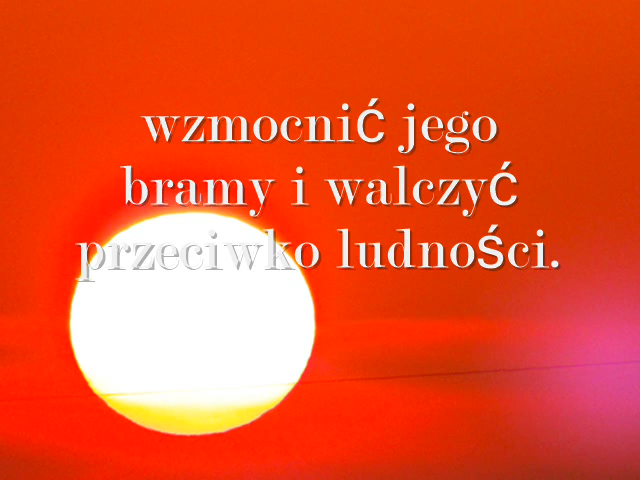 wzmocnić jego
bramy i walczyć
przeciwko ludności.